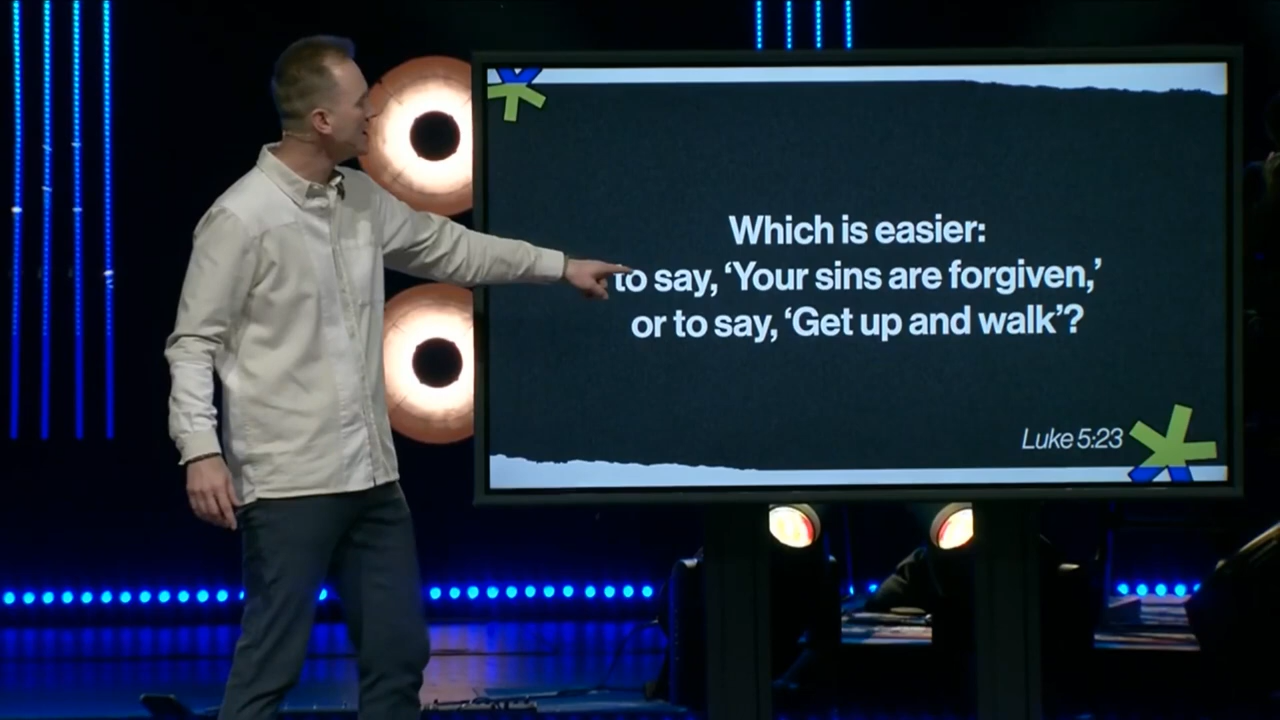 Which is easier:
to say, ‘Your sins are forgiven,’
or to say, ‘Get up and walk’?
Luke 5:23